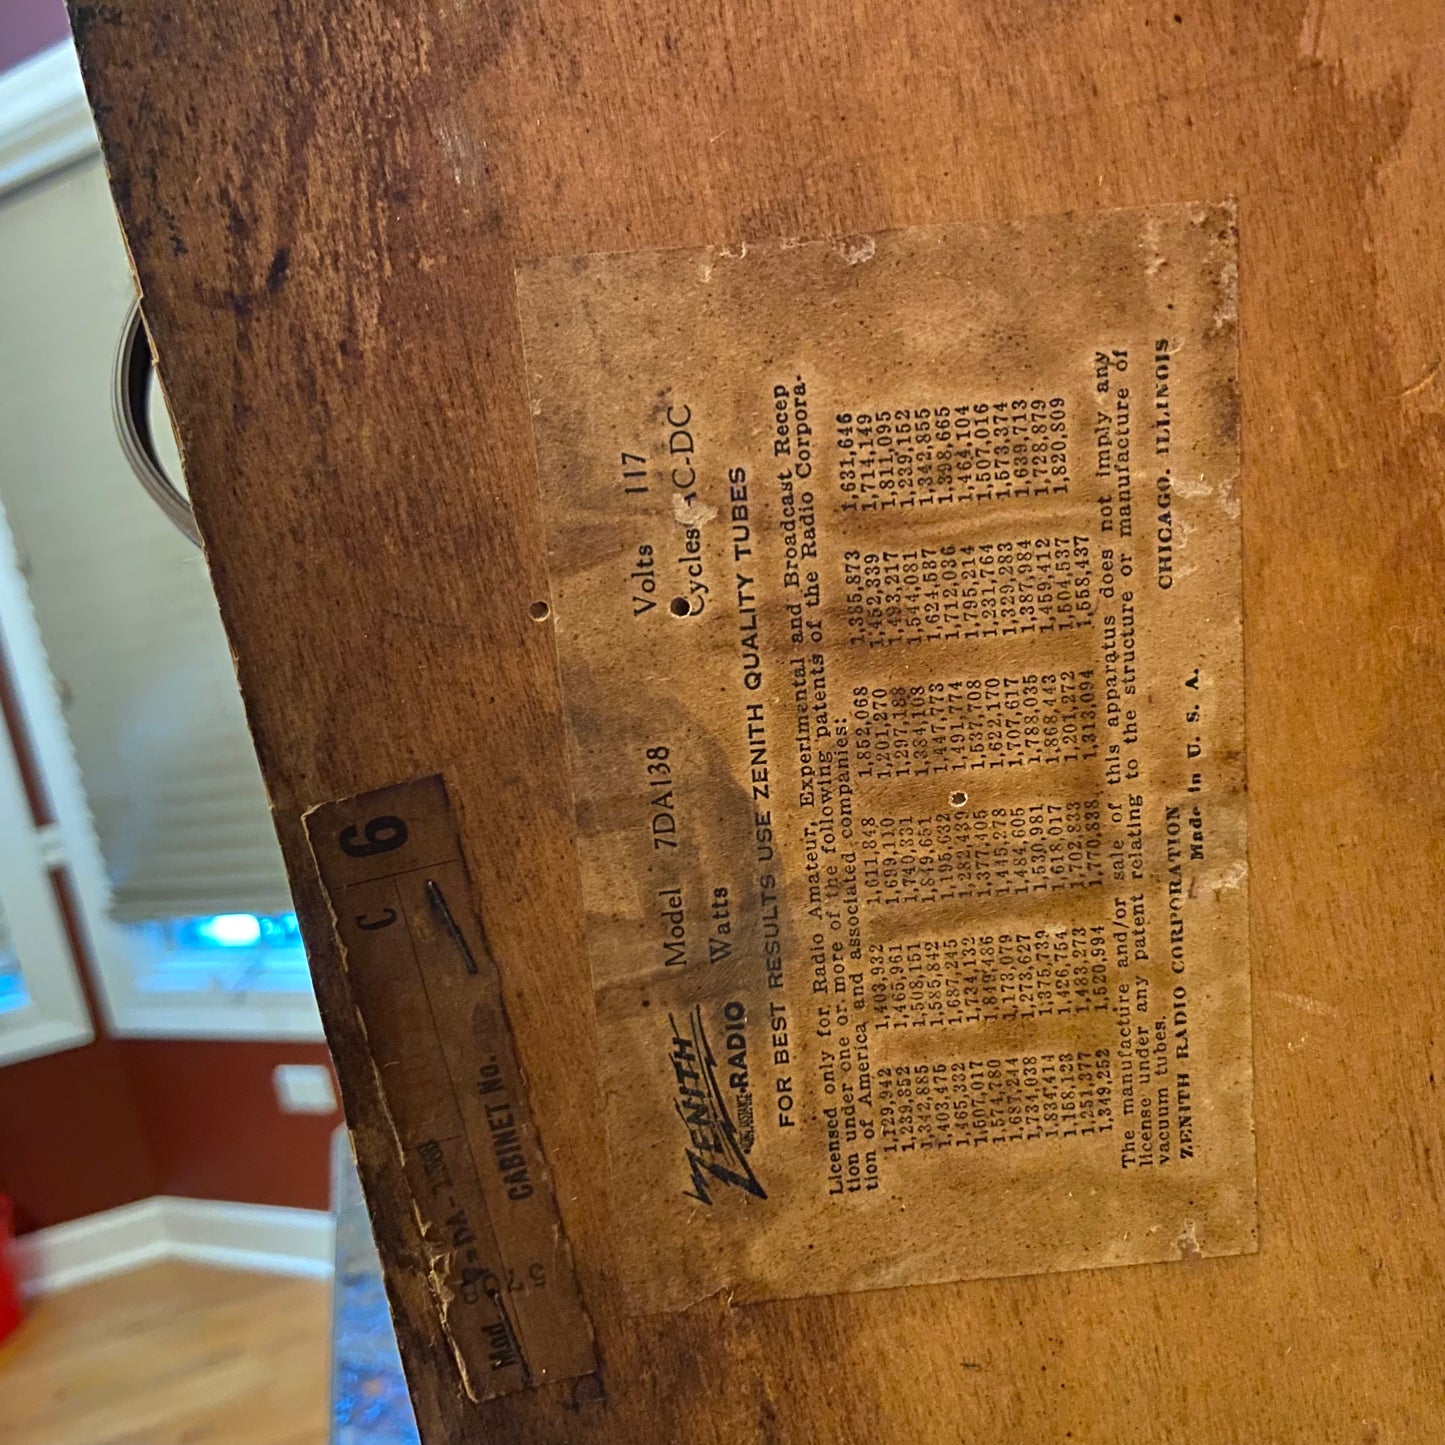 C 6
Mod. DA-138
CABINET No.
ZENITH
LONG DISTANCE RADIO
Model 7DA138 Volts 117
Watts Cycles AC-DC
FOR BEST RESULTS USE ZENITH QUALITY TUBES
Licensed only for Radio Amateur, Experimental and Broadcast Recep
tion under one or more of the following patents of the Radio Corpora-
tion of America and associated companies:
1,129,942 1,403,932 1,611,848 1,852,068 1,385,873 1,631,646
1,239,852 1,465,961 1,699,110 1,201,270 1,452,339 1,714,149
1,342,885 1,508,151 1,740,331 1,297,188 1,493,217 1,811,095
1,403,475 1,585,842 1,849,651 1,384,108 1,544,081 1,239,152
1,465,332 1,687,245 1,195,632 1,447,773 1,624,537 1,342,855
1,507,017 1,734,132 1,282,439 1,491,774 1,712,036 1,398,665
1,574,780 1,849,486 1,377,405 1,537,708 1,795,214 1,464,104
1,687,244 1,173,079 1,445,278 1,622,170 1,231,764 1,507,016
1,734,038 1,273,627 1,484,605 1,707,617 1,329,283 1,573,374
1,834,414 1,375,739 1,530,981 1,788,035 1,387,984 1,639,713
1,158,123 1,426,754 1,618,017 1,868,443 1,459,412 1,728,879
1,251,377 1,483,273 1,702,833 1,201,272 1,504,537 1,820,809
1,349,252 1,520,994 1,770,838 1,313,094 1,558,437
The manufacture and/or sale of this apparatus does not imply any
license under any patent relating to the structure or manufacture of
vacuum tubes.
ZENITH RADIO CORPORATION CHICAGO, ILLINOIS
Made in U. S. A.